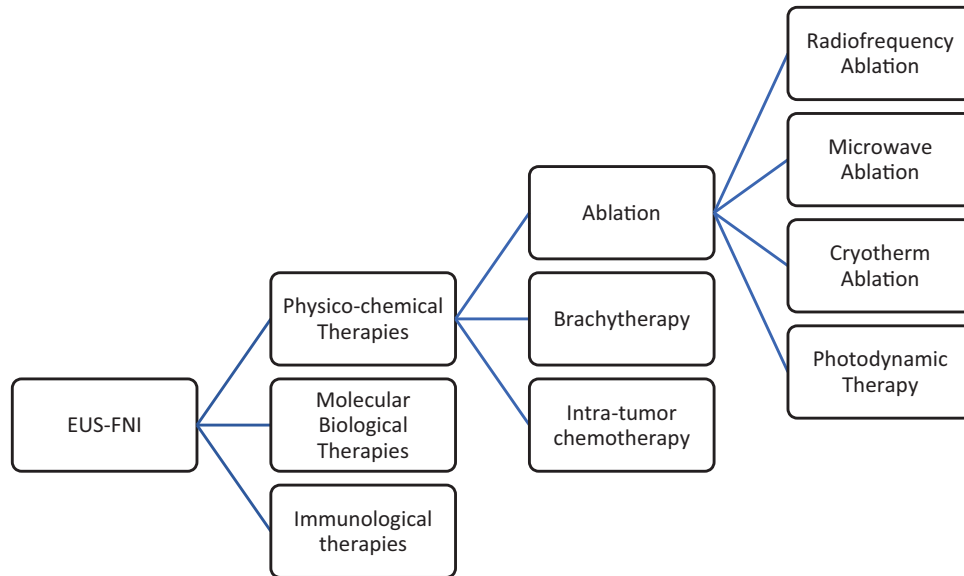 EUS-FNI
Physico-chemical
Therapies
Molecular
Biological
Therapies
Immunological
therapies
Ablation
Brachytherapy
Intra-tumor
chemotherapy
Radiofrequency
Ablation
Microwave
Ablation
Cryotherm
Ablation
Photodynamic
Therapy